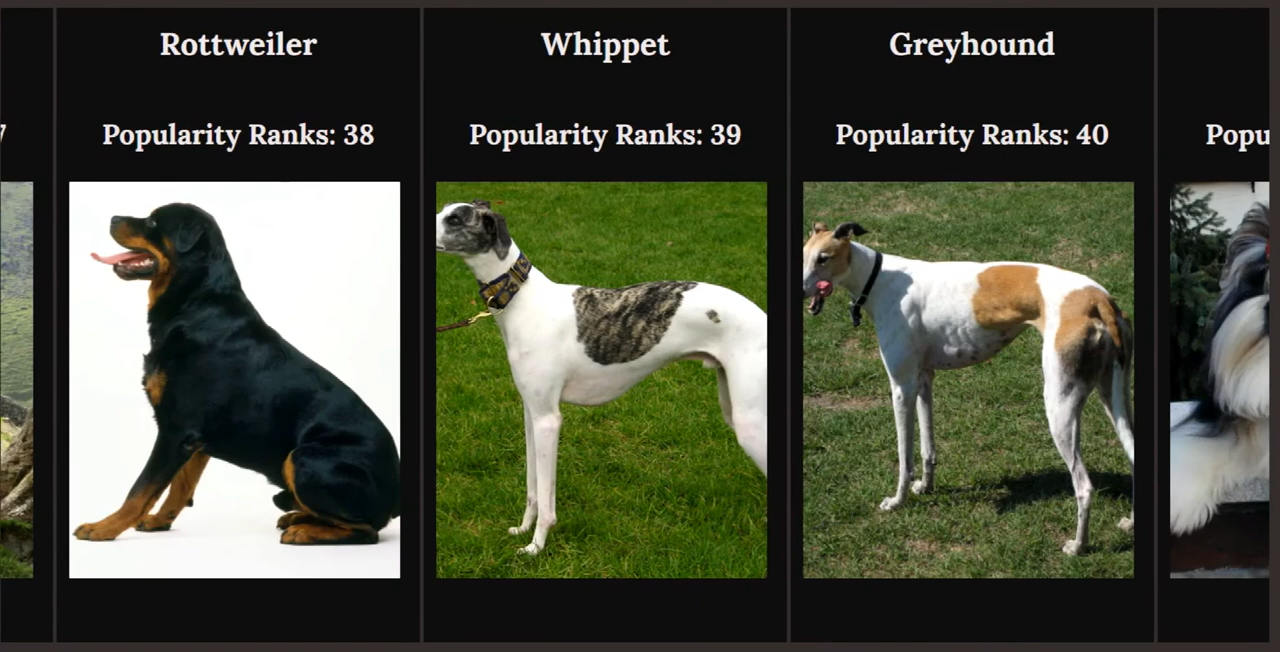 Rottweiler
Popularity Ranks: 38
Whippet
Popularity Ranks: 39
Greyhound
Popularity Ranks: 40